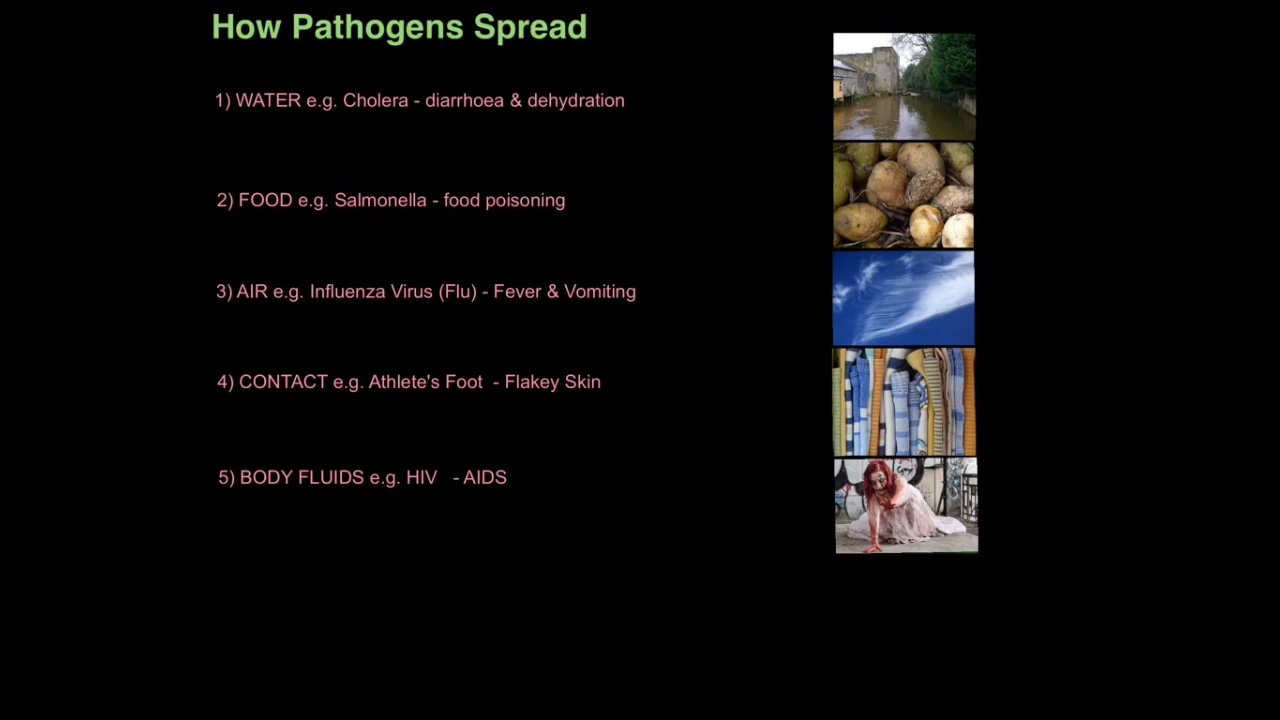 How Pathogens Spread
1) WATER e.g. Cholera - diarrhoea & dehydration
2) FOOD e.g. Salmonella - food poisoning
3) AIR e.g. Influenza Virus (Flu) - Fever & Vomiting
4) CONTACT e.g. Athlete's Foot - Flakey Skin
5) BODY FLUIDS e.g. HIV - AIDS